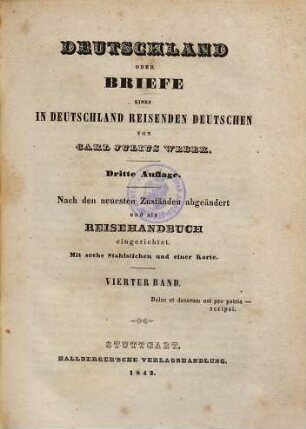 DEUTSCHLAND
ODER
BRIEFE
EINES
IN DEUTSCHLAND REISENDEN DEUTSCHEN
VON
CARL JULIUS WEBER.
Dritte Auflage.
Nach den neuesten Zuständen abgeändert
und als
REISEHANDBUCH
eingerichtet.
Mit sechs Stahlstichen und einer Karte.
VIERTER BAND.
Dulce et decorum est pro patria —
scripsi.
STUTTGART.
HALLBERGER'SCHE VERLAGSHANDLUNG.
1843.